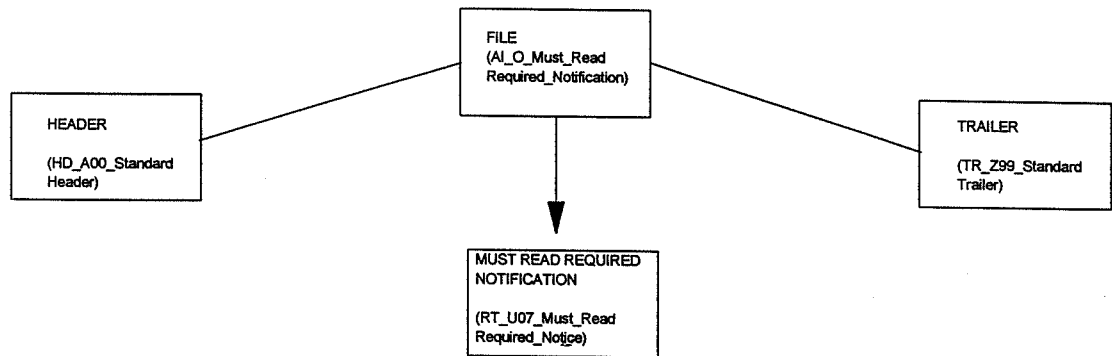 FILE
(AI_O_Must_Read
Required_Notification)
HEADER
(HD_A00_Standard
Header)
TRAILER
(TR_Z99_Standard
Trailer)
MUST READ REQUIRED
NOTIFICATION
(RT_U07_Must_Read
Required_Notice)